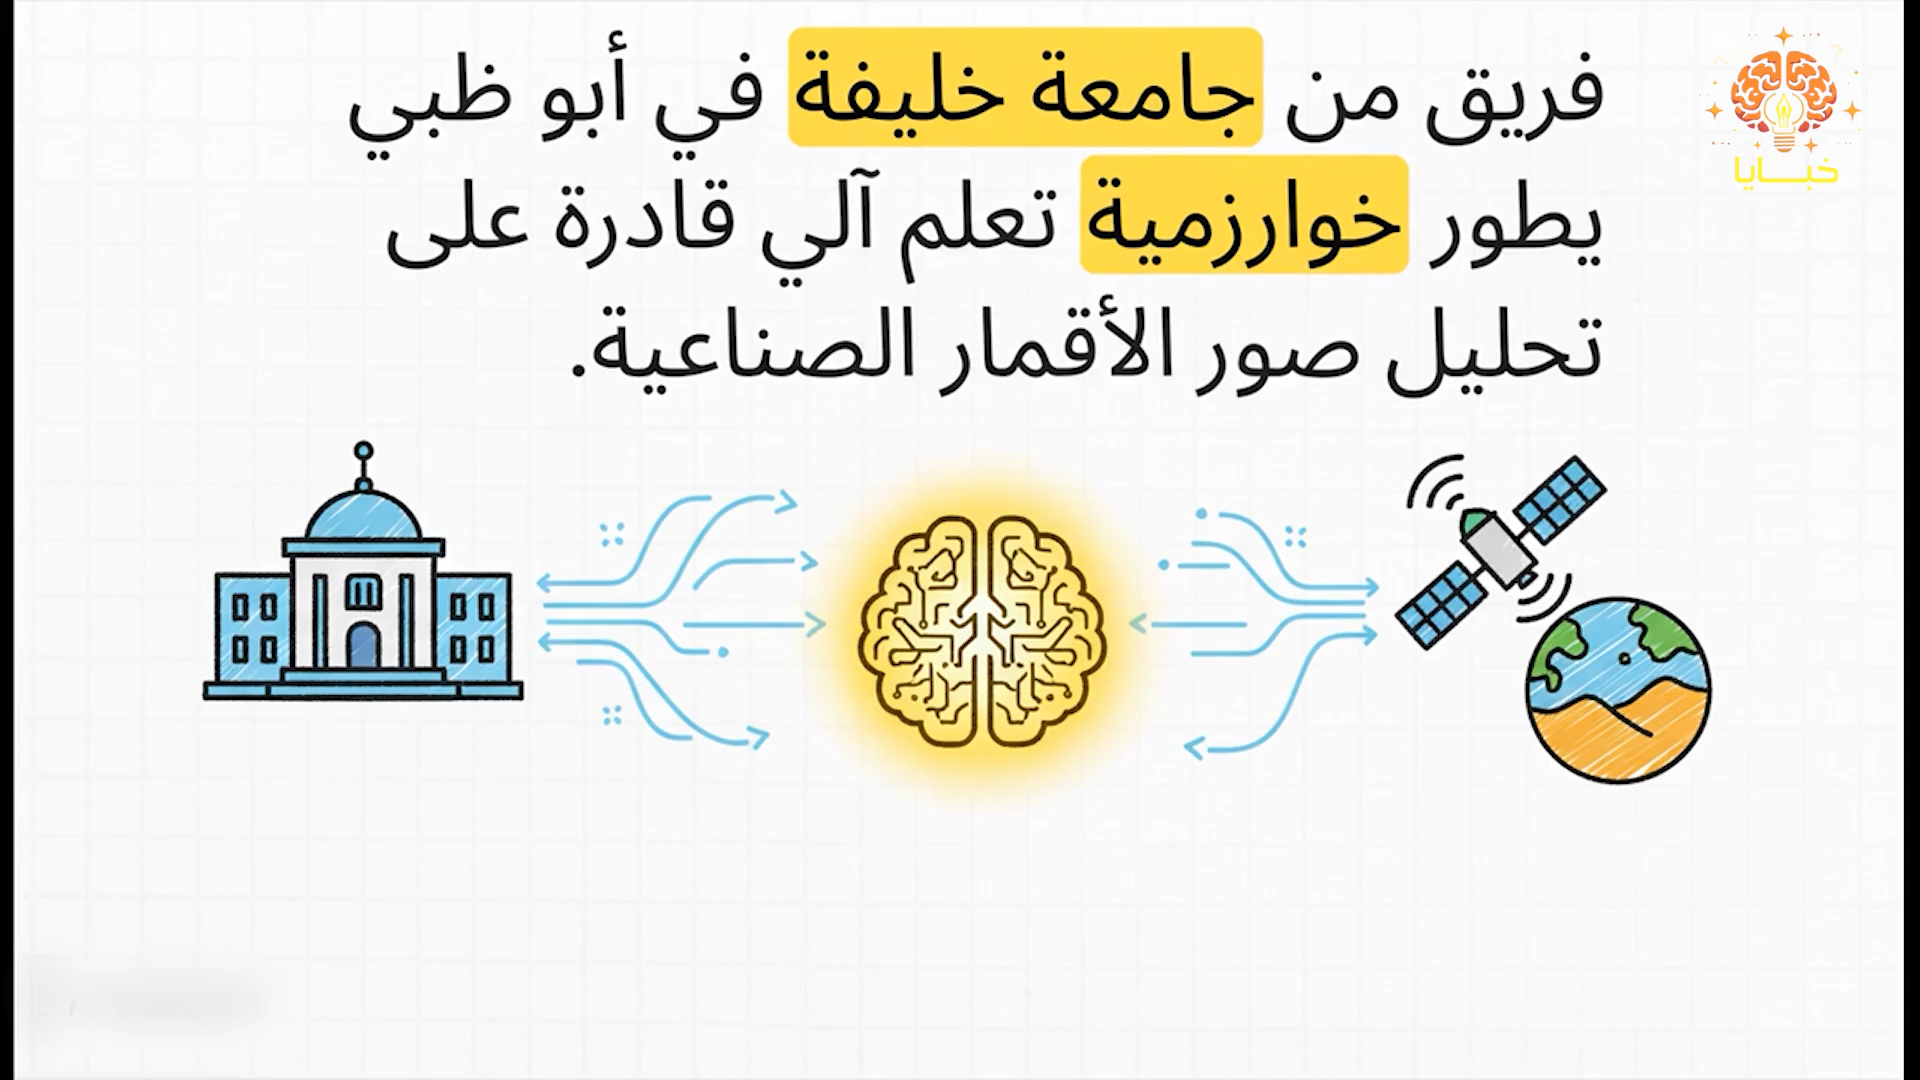 فريق من جامعة خليفة في أبو ظبي
يطور خوارزمية تعلم آلي قادرة على
تحليل صور الأقمار الصناعية.
خبايا